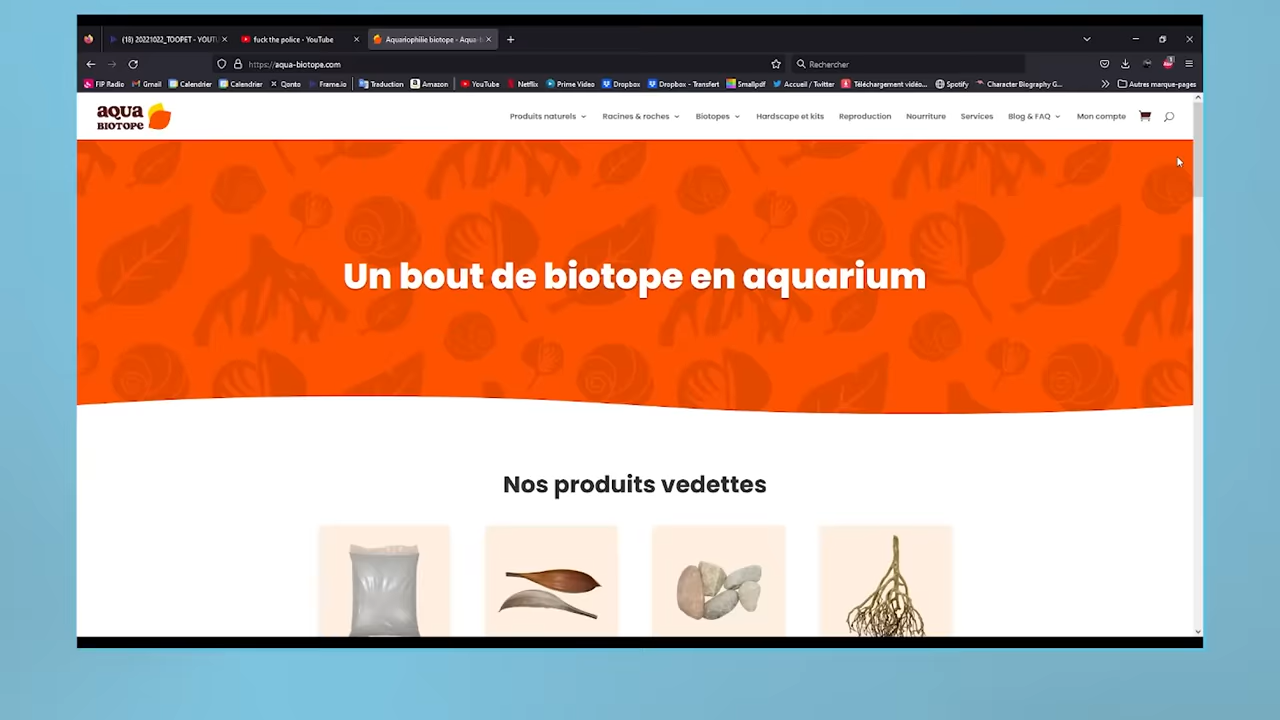 (18) 20221022_TOOPET - YOUTU
fuck the police - YouTube
Aquariophilie biotope - Aqua-b
https://aqua-biotope.com
Rechercher
FIP Radio
Gmail
Calendrier
Calendrier
Qonto
Frame.io
Traduction
Amazon
YouTube
Netflix
Prime Video
Dropbox
Dropbox - Transfert
Smallpdf
Accueil / Twitter
Téléchargement vidéo...
Spotify
Character Biography G...
Autres marque-pages
aqua
BIOTOPe
Produits naturels
Racines & roches
Biotopes
Hardscape et kits
Reproduction
Nourriture
Services
Blog & FAQ
Mon compte
Un bout de biotope en aquarium
Nos produits vedettes